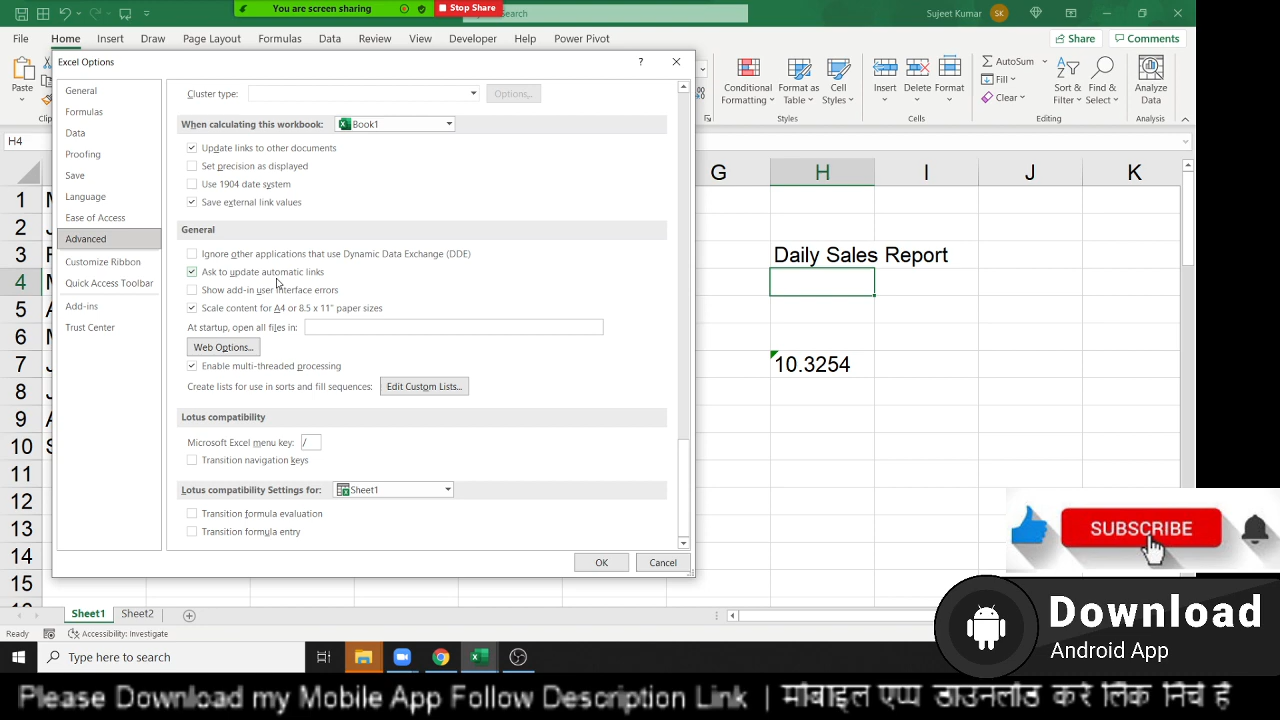 You are screen sharing
Stop Share
Search
Sujeet Kumar
SK
File
Home
Insert
Draw
Page Layout
Formulas
Data
Review
View
Developer
Help
Power Pivot
Share
Comments
Paste
Conditional
Formatting
Format as
Table
Cell
Styles
Styles
Insert
Delete
Format
Cells
AutoSum
Fill
Clear
Sort &
Filter
Find &
Select
Editing
Analyze
Data
Analysis
H4
Excel Options
?
General
Formulas
Data
Proofing
Save
Language
Ease of Access
Advanced
Customize Ribbon
Quick Access Toolbar
Add-ins
Trust Center
Cluster type:
Options...
When calculating this workbook:
Book1
Update links to other documents
Set precision as displayed
Use 1904 date system
Save external link values
General
Ignore other applications that use Dynamic Data Exchange (DDE)
Ask to update automatic links
Show add-in user interface errors
Scale content for A4 or 8.5 x 11" paper sizes
At startup, open all files in:
Web Options...
Enable multi-threaded processing
Create lists for use in sorts and fill sequences:
Edit Custom Lists...
Lotus compatibility
Microsoft Excel menu key:
/
Transition navigation keys
Lotus compatibility Settings for:
Sheet1
Transition formula evaluation
Transition formula entry
OK
Cancel
G H I J K
1
2
3
4
5
6
7
8
9
10
11
12
13
14
15
Daily Sales Report
10.3254
Sheet1
Sheet2
Ready
Accessibility: Investigate
Type here to search
SUBSCRIBE
Download
Android App
Please Download my Mobile App Follow Description Link | मोबाइल एप्प डाउनलोड करे लिंक निचे हे